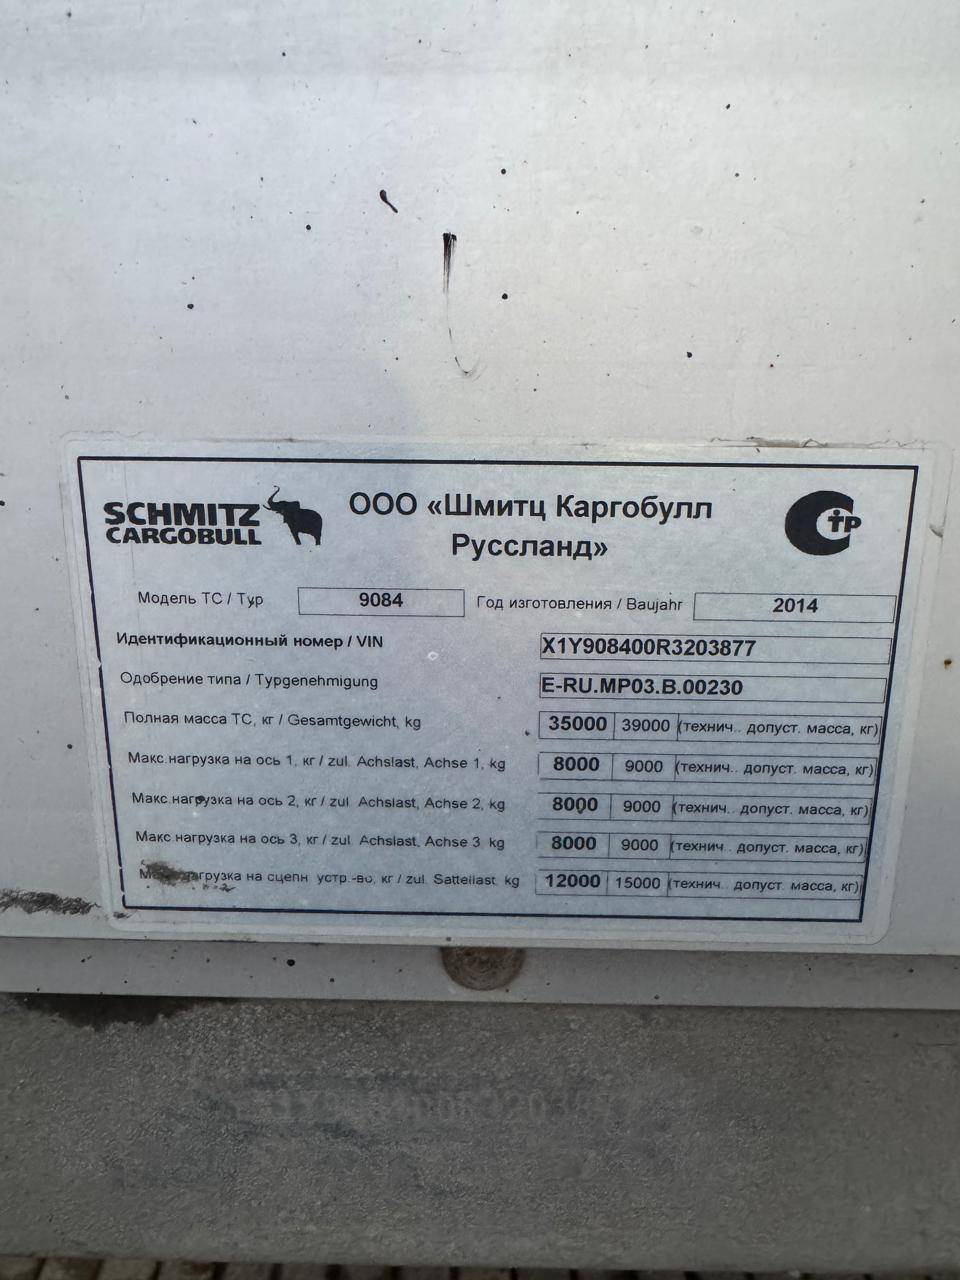 SCHMITZ
CARGOBULL
ООО «Шмитц Каргобулл
Руссланд»
Модель ТС / Typ 9084 Год изготовления / Baujahr 2014
Идентификационный номер / VIN X1Y908400R3203877
Одобрение типа / Typgenehmigung E-RU.MP03.B.00230
Полная масса ТС, кг / Gesamtgewicht, kg 35000 39000 (технич.. допуст. масса, кг)
Макс.нагрузка на ось 1, кг / zul. Achslast, Achse 1, kg 8000 9000 (технич.. допуст. масса, кг)
Макс.нагрузка на ось 2, кг / zul. Achslast, Achse 2, kg 8000 9000 (технич.. допуст. масса, кг)
Макс нагрузка на ось 3, кг / zul. Achslast, Achse 3 kg 8000 9000 (технич.. допуст. масса, кг)
на сцепн устр.-во, кг / zul. Sattellast kg 12000 15000 (технич.. допуст. масса, кг)